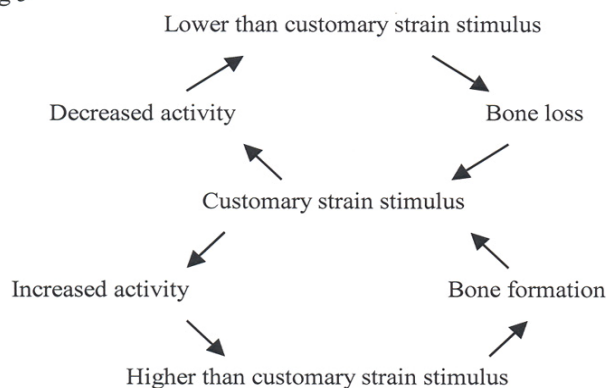 Lower than customary strain stimulus
Decreased activity
Bone loss
Customary strain stimulus
Increased activity
Bone formation
Higher than customary strain stimulus